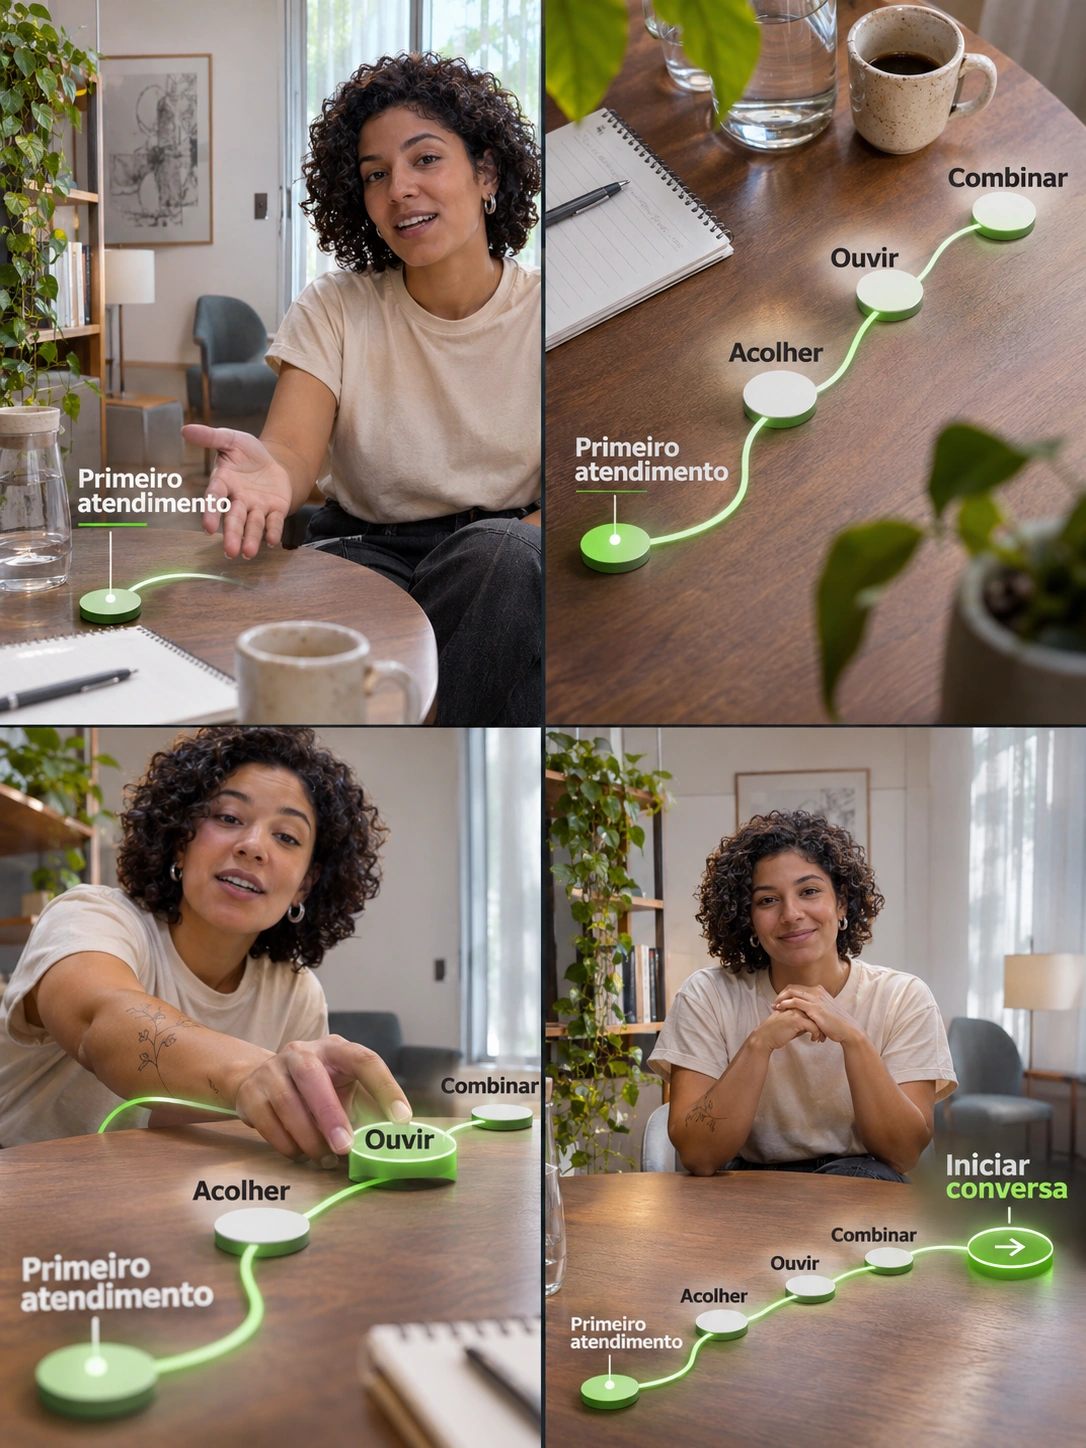 Primeiro
atendimento
Combinar
Ouvir
Acolher
Primeiro
atendimento
Combinar
Ouvir
Acolher
Primeiro
atendimento
Iniciar
conversa
Combinar
Ouvir
Acolher
Primeiro
atendimento